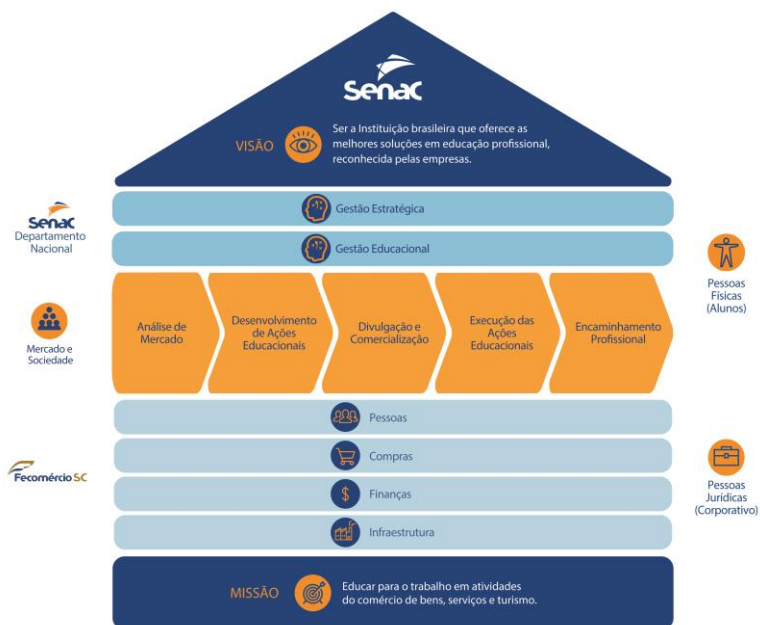 Senac
VISÃO
Ser a Instituição brasileira que oferece as
melhores soluções em educação profissional,
reconhecida pelas empresas.
Senac
Departamento
Nacional
Gestão Estratégica
Gestão Educacional
Mercado e
Sociedade
Análise de
Mercado
Desenvolvimento
de Ações
Educacionais
Divulgação e
Comercialização
Execução das
Ações
Educacionais
Encaminhamento
Profissional
Pessoas
Físicas
(Alunos)
Fecomércio SC
Pessoas
Compras
Finanças
$
Infraestrutura
Pessoas
Jurídicas
(Corporativo)
MISSÃO
Educar para o trabalho em atividades
do comércio de bens, serviços e turismo.